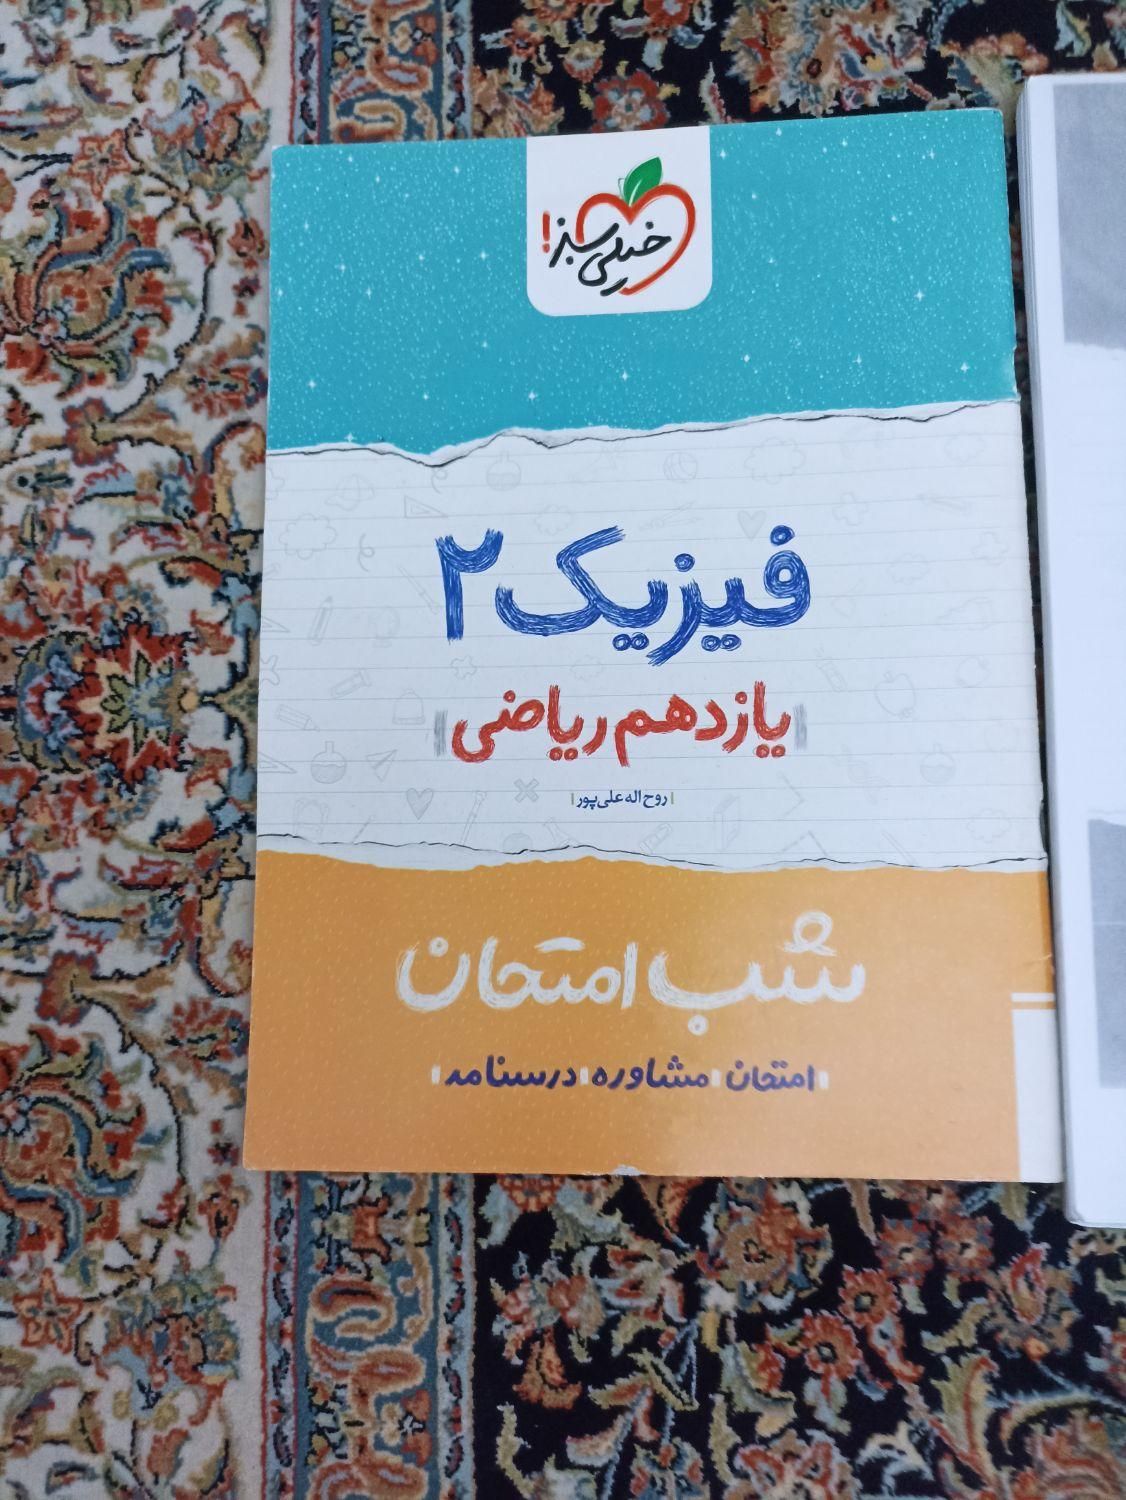 خیلی سبز!
فیزیک ۲
یازدهم ریاضی
روح اله علی‌پور
شب امتحان
امتحان | مشاوره | درسنامه